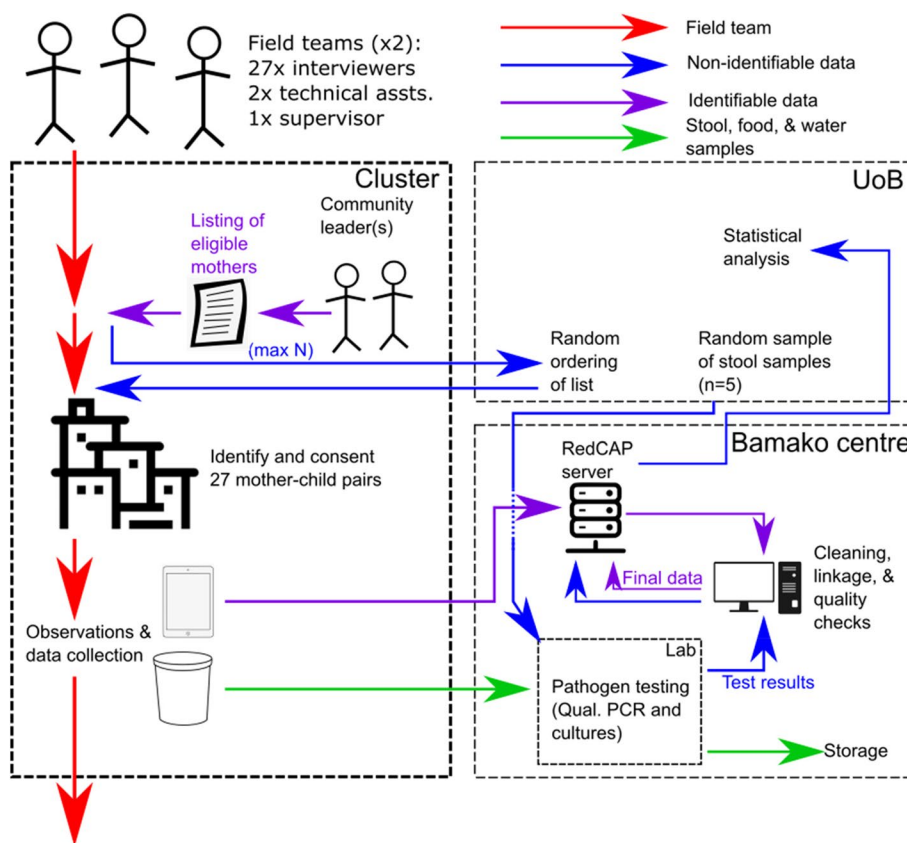 Field teams (x2):
27x interviewers
2x technical assts.
1x supervisor
Field team
Non-identifiable data
Identifiable data
Stool, food, & water
samples
Cluster
Community
leader(s)
Listing of
eligible
mothers
(max N)
Identify and consent
27 mother-child pairs
Observations &
data collection
UoB
Statistical
analysis
Random
ordering
of list
Random sample
of stool samples
(n=5)
Bamako centre
RedCAP
server
Cleaning,
linkage, &
quality
checks
Final data
Lab
Pathogen testing
(Qual. PCR and
cultures)
Test results
Storage